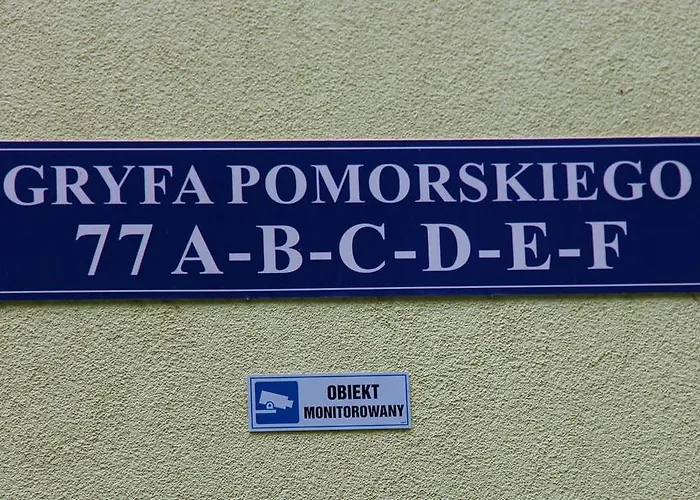 GRYFA POMORSKIEGO
77 A-B-C-D-E-F
OBIEKT
MONITOROWANY